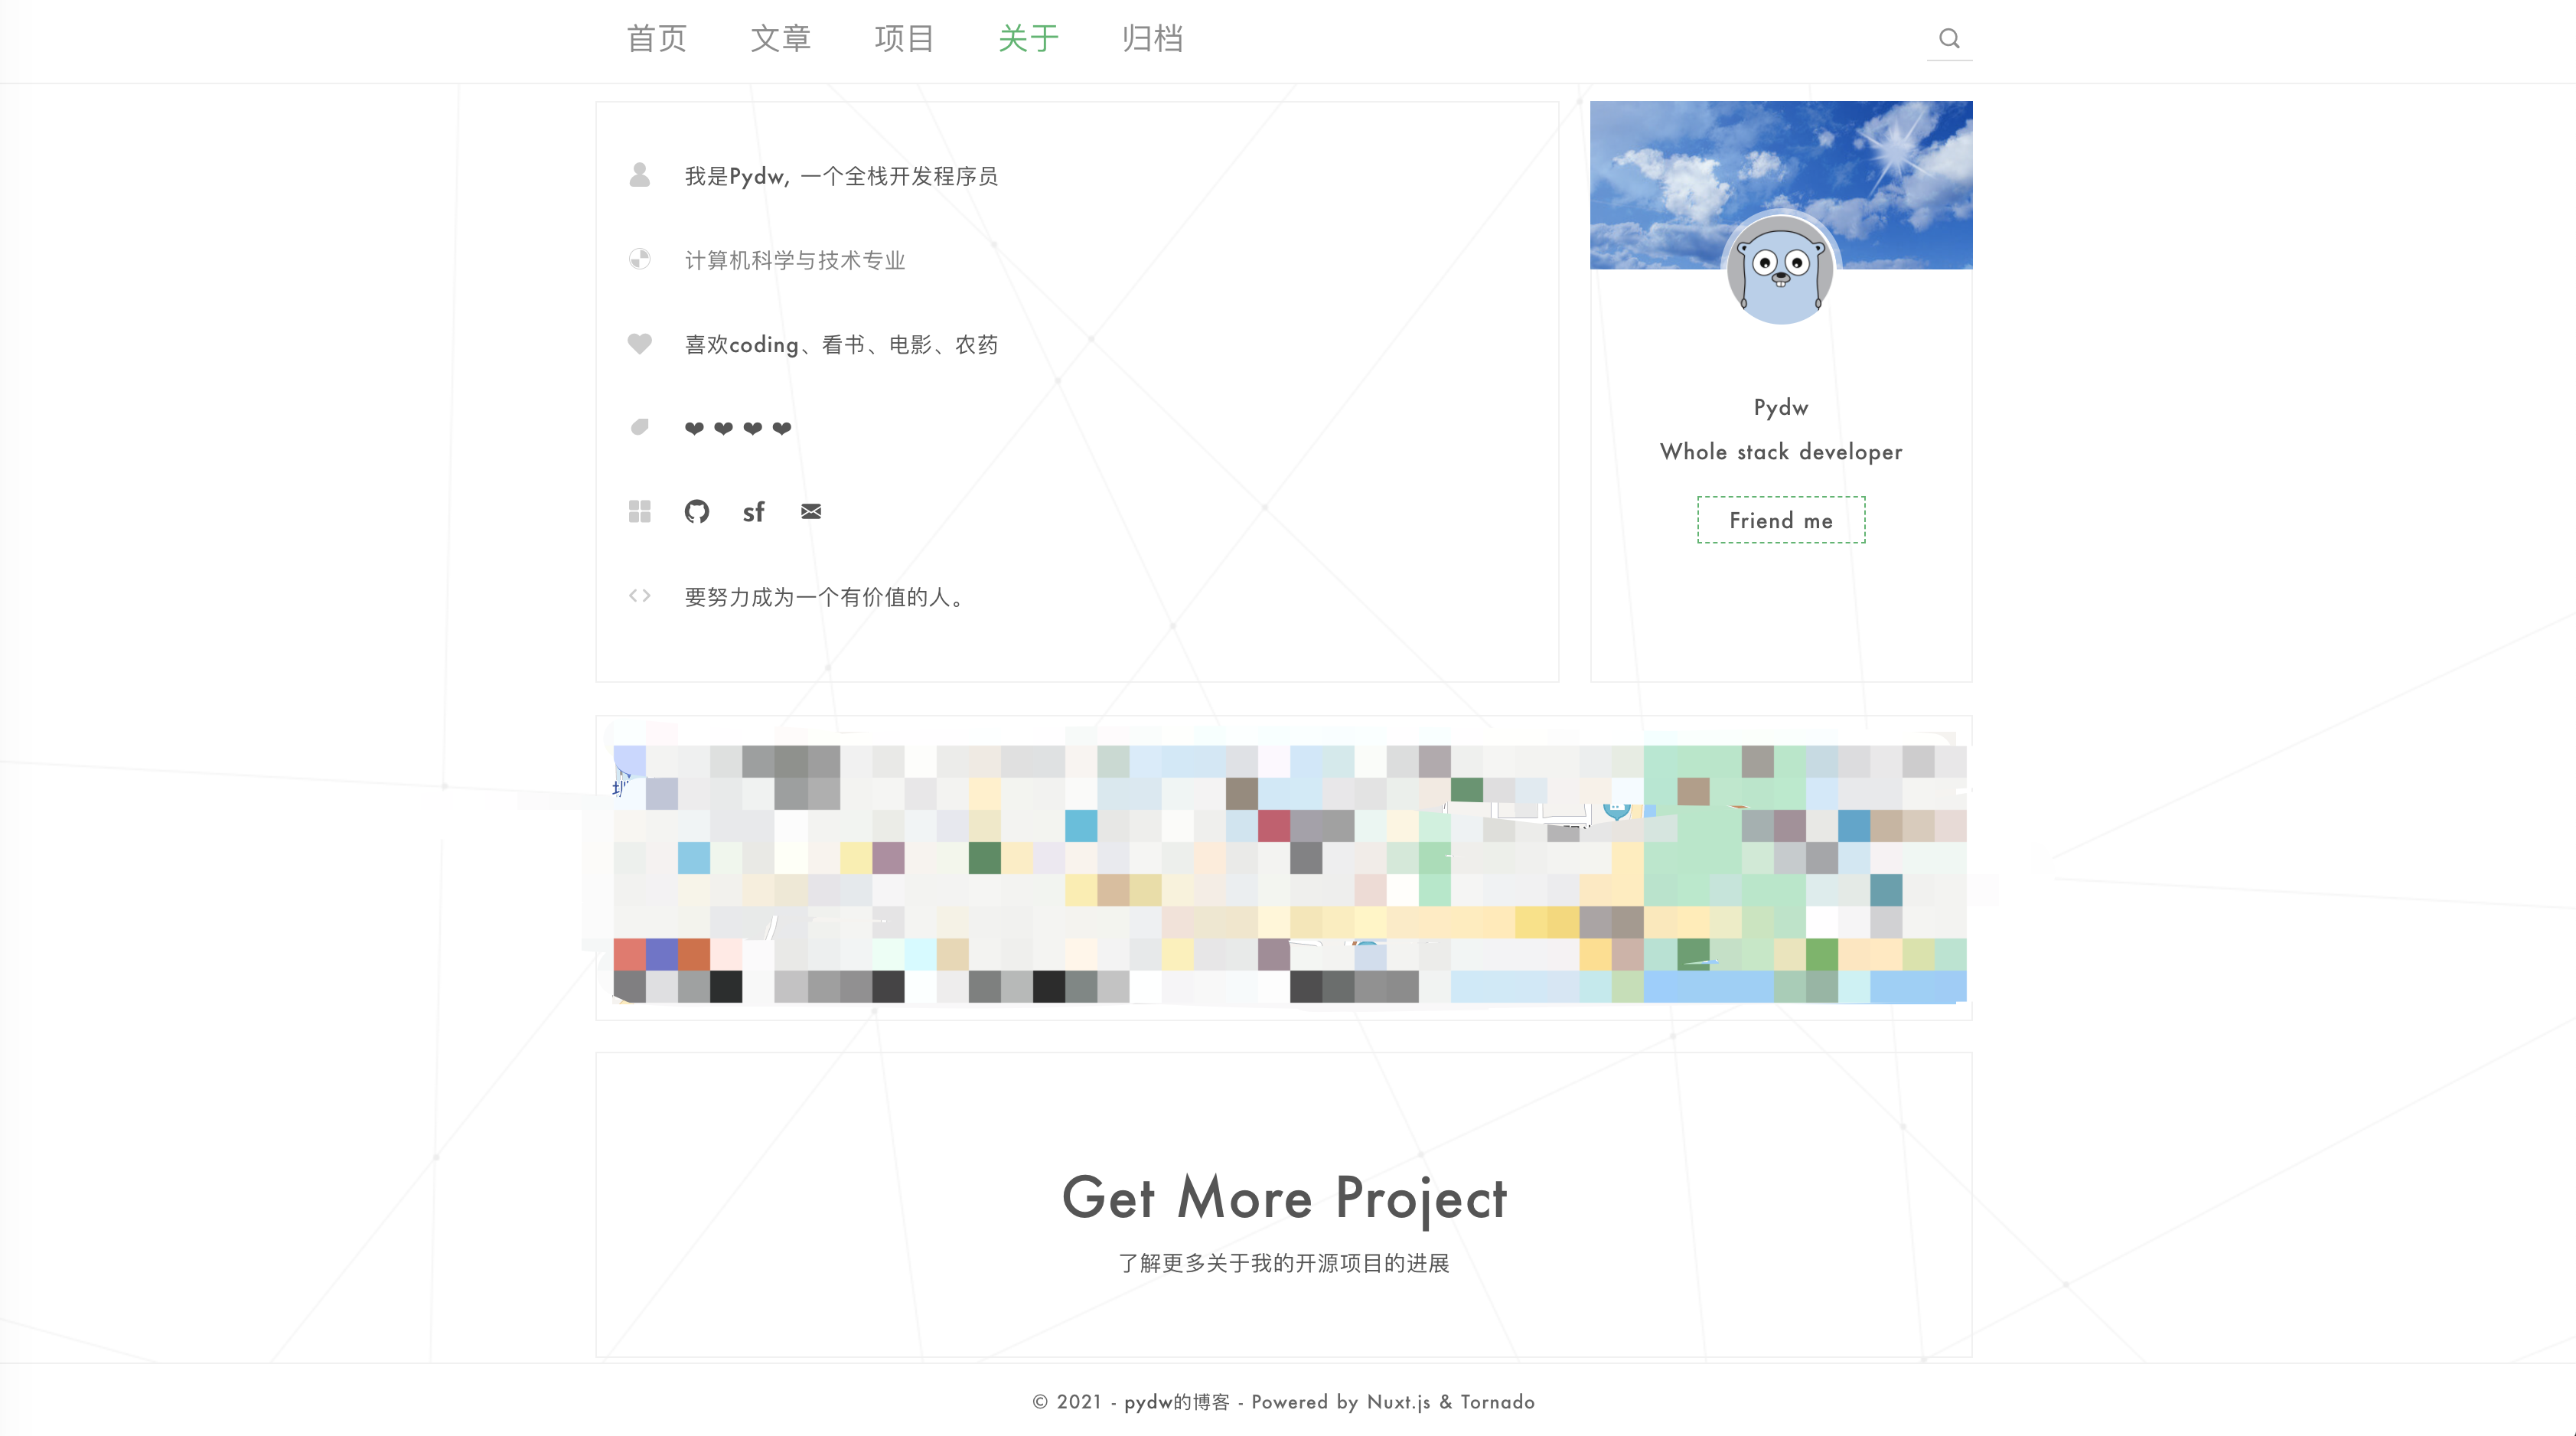 首页 文章 项目 关于 归档
我是Pydw, 一个全栈开发程序员
计算机科学与技术专业
喜欢coding、看书、电影、农药
❤ ❤ ❤ ❤
sf
要努力成为一个有价值的人。
Pydw
Whole stack developer
Friend me
Get More Project
了解更多关于我的开源项目的进展
© 2021 - pydw的博客 - Powered by Nuxt.js & Tornado